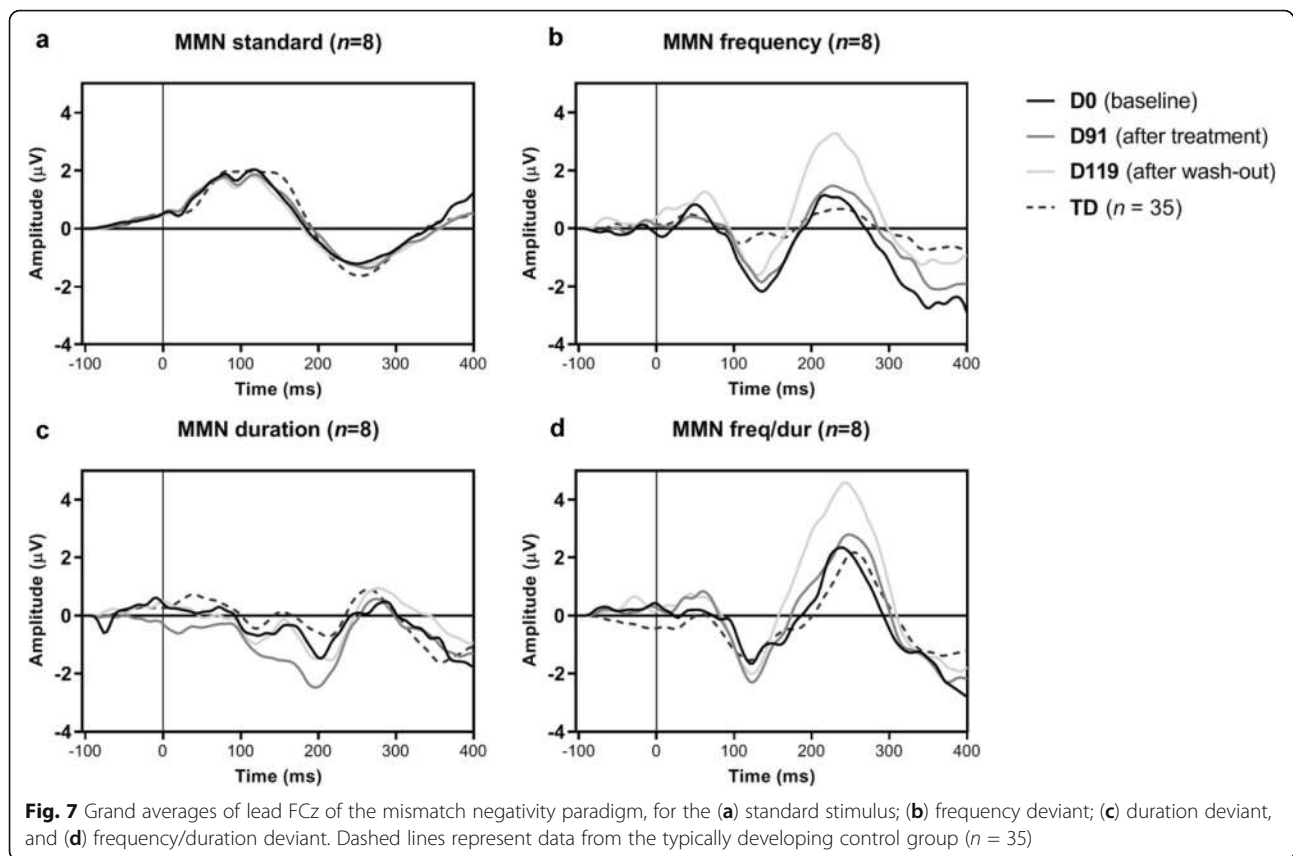 a
MMN standard (n=8)
4
2
0
-2
-4
Amplitude (µV)
-100 0 100 200 300 400
Time (ms)
b
MMN frequency (n=8)
4
2
0
-2
-4
Amplitude (µV)
-100 0 100 200 300 400
Time (ms)
D0 (baseline)
D91 (after treatment)
D119 (after wash-out)
TD (n = 35)
c
MMN duration (n=8)
4
2
0
-2
-4
Amplitude (µV)
-100 0 100 200 300 400
Time (ms)
d
MMN freq/dur (n=8)
4
2
0
-2
-4
Amplitude (µV)
-100 0 100 200 300 400
Time (ms)
Fig. 7 Grand averages of lead FCz of the mismatch negativity paradigm, for the (a) standard stimulus; (b) frequency deviant; (c) duration deviant,
and (d) frequency/duration deviant. Dashed lines represent data from the typically developing control group (n = 35)